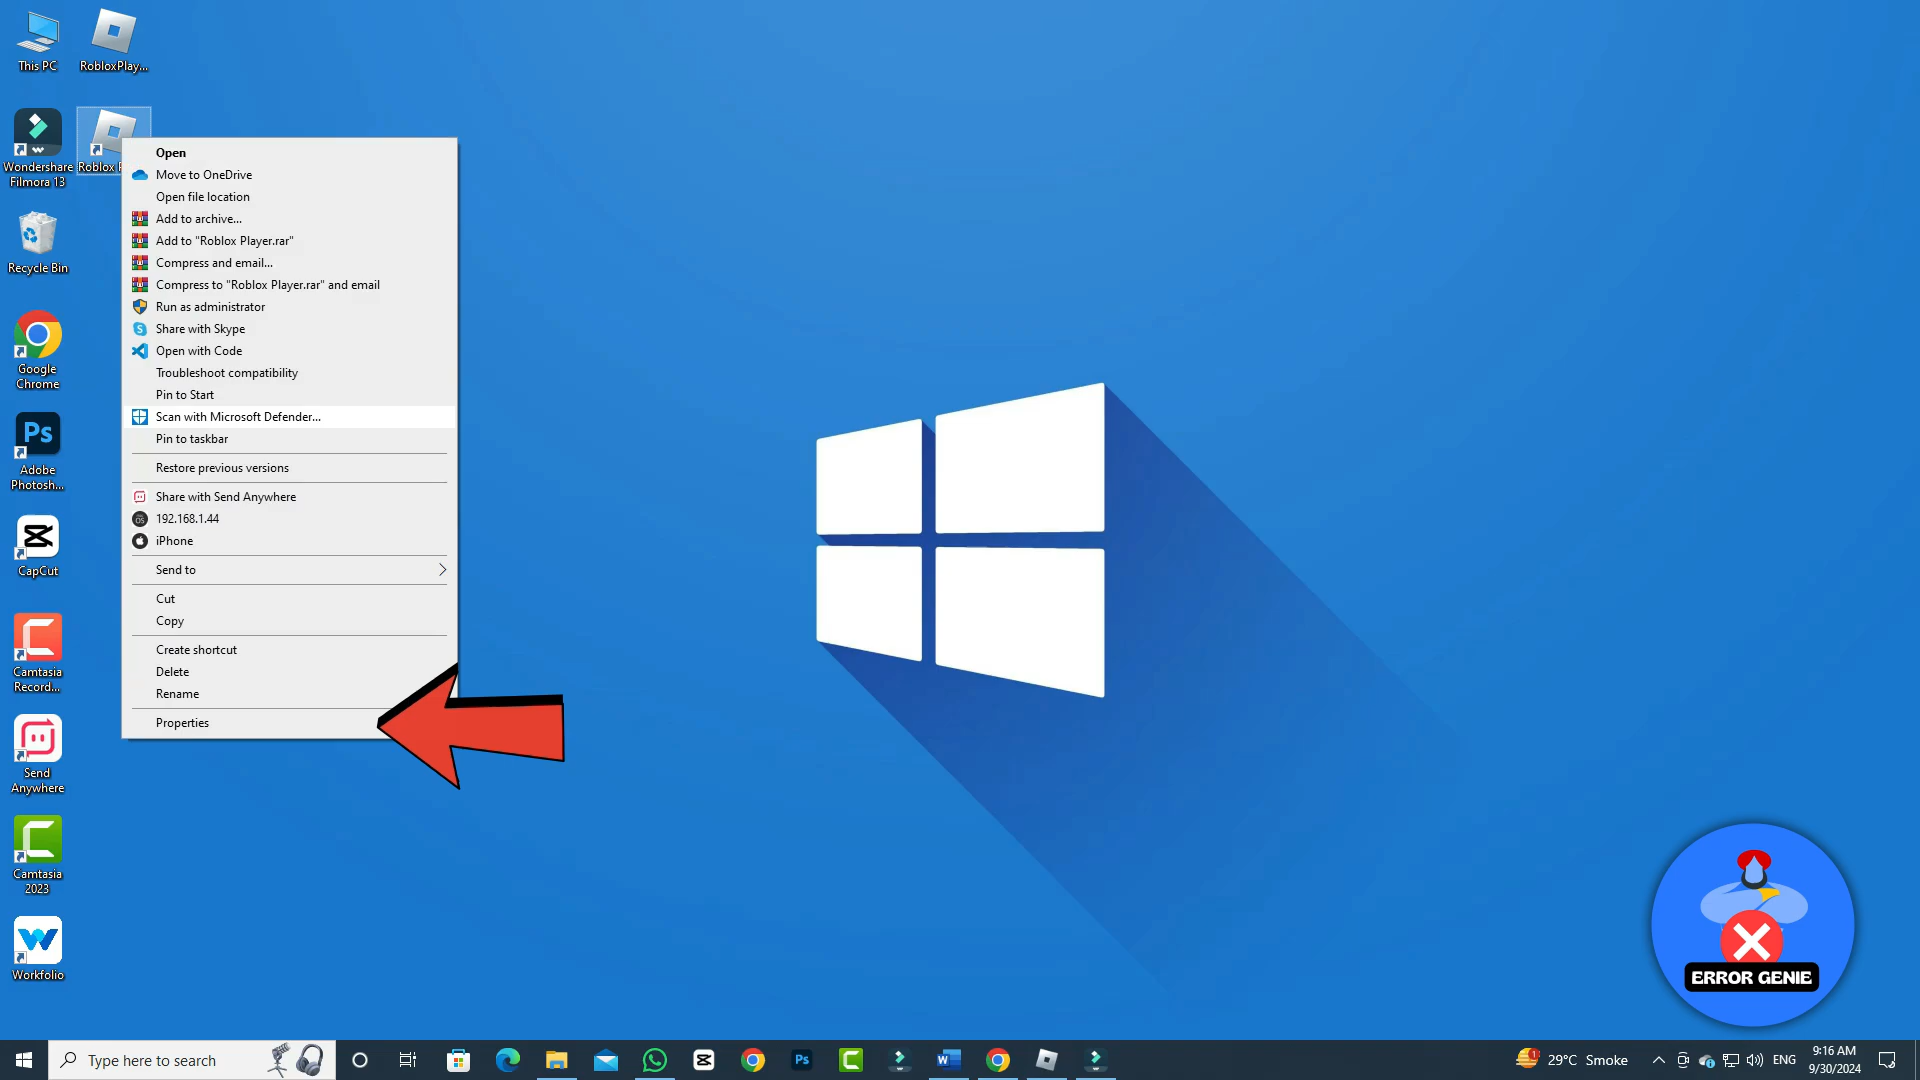 This PC
RobloxPlay...
Wondershare
Filmora 13
Roblox
Recycle Bin
Google
Chrome
Ps
Adobe
Photosh...
CapCut
Camtasia
Record...
Send
Anywhere
Camtasia
2023
Workfolio
Open
Move to OneDrive
Open file location
Add to archive...
Add to "Roblox Player.rar"
Compress and email...
Compress to "Roblox Player.rar" and email
Run as administrator
Share with Skype
Open with Code
Troubleshoot compatibility
Pin to Start
Scan with Microsoft Defender...
Pin to taskbar
Restore previous versions
Share with Send Anywhere
192.168.1.44
iPhone
Send to
Cut
Copy
Create shortcut
Delete
Rename
Properties
ERROR GENIE
Type here to search
Ps
W
1
29°C Smoke
ENG
9:16 AM
9/30/2024